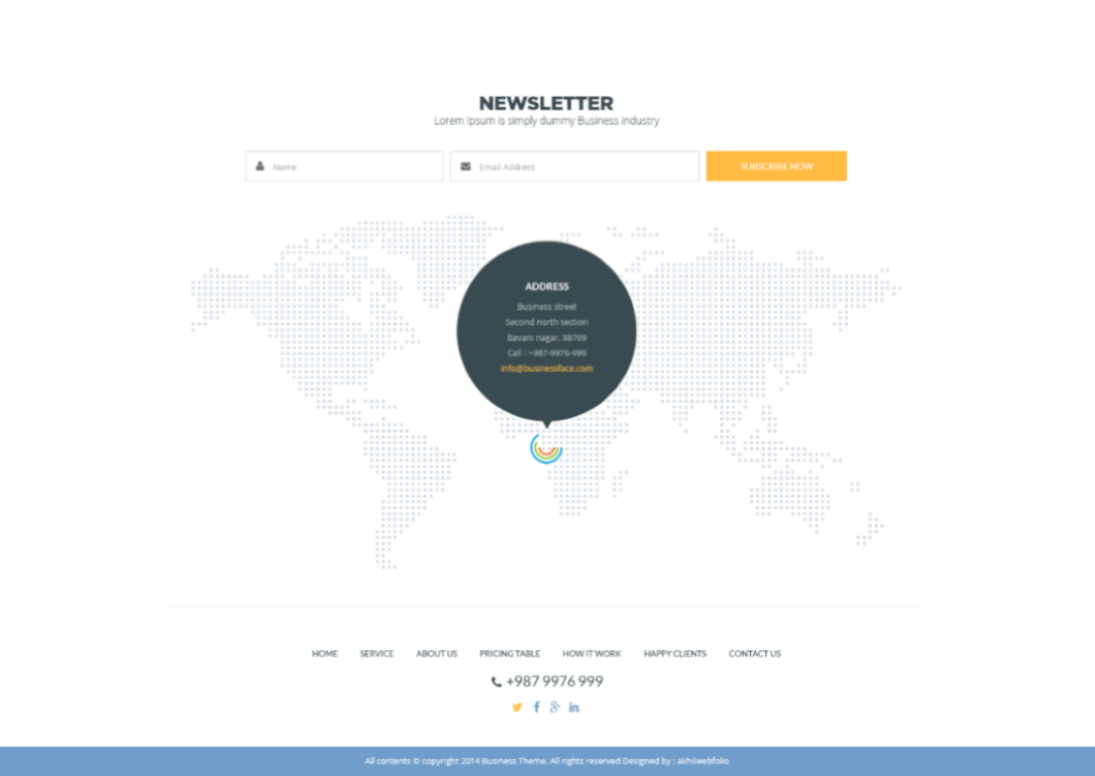 NEWSLETTER
Lorem Ipsum is simply dummy Business industry
Name
Email Address
SUBSCRIBE NOW
ADDRESS
Business street
Second north section
Bavani nagar. 88769
Call : +987-9976-999
info@businessface.com
HOME SERVICE ABOUT US PRICING TABLE HOW IT WORK HAPPY CLIENTS CONTACT US
+987 9976 999
All contents © copyright 2014 Business Theme. All rights reserved Designed by : akhilwebfolio